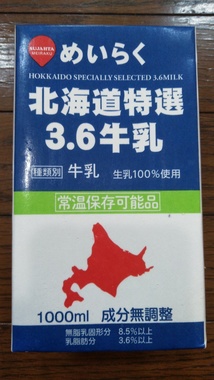 SUJAHTA
MEIRAKU
めいらく
HOKKAIDO SPECIALLY SELECTED 3.6MILK
北海道特選
3.6牛乳
種類別 牛乳 生乳100%使用
常温保存可能品
1000ml 成分無調整
無脂乳固形分 8.5%以上
乳脂肪分 3.6%以上